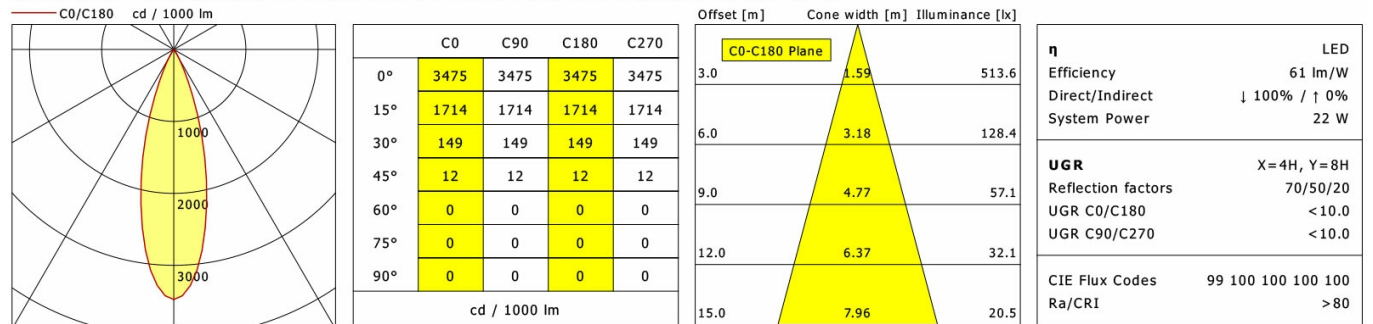 C0/C180 cd / 1000 lm
1000
2000
3000
C0 C90 C180 C270
0° 3475 3475 3475 3475
15° 1714 1714 1714 1714
30° 149 149 149 149
45° 12 12 12 12
60° 0 0 0 0
75° 0 0 0 0
90° 0 0 0 0
cd / 1000 lm
Offset [m] Cone width [m] Illuminance [lx]
C0-C180 Plane
3.0 1.59 513.6
6.0 3.18 128.4
9.0 4.77 57.1
12.0 6.37 32.1
15.0 7.96 20.5
η LED
Efficiency 61 lm/W
Direct/Indirect ↓ 100% / ↑ 0%
System Power 22 W
UGR X=4H, Y=8H
Reflection factors 70/50/20
UGR C0/C180 <10.0
UGR C90/C270 <10.0
CIE Flux Codes 99 100 100 100 100
Ra/CRI >80